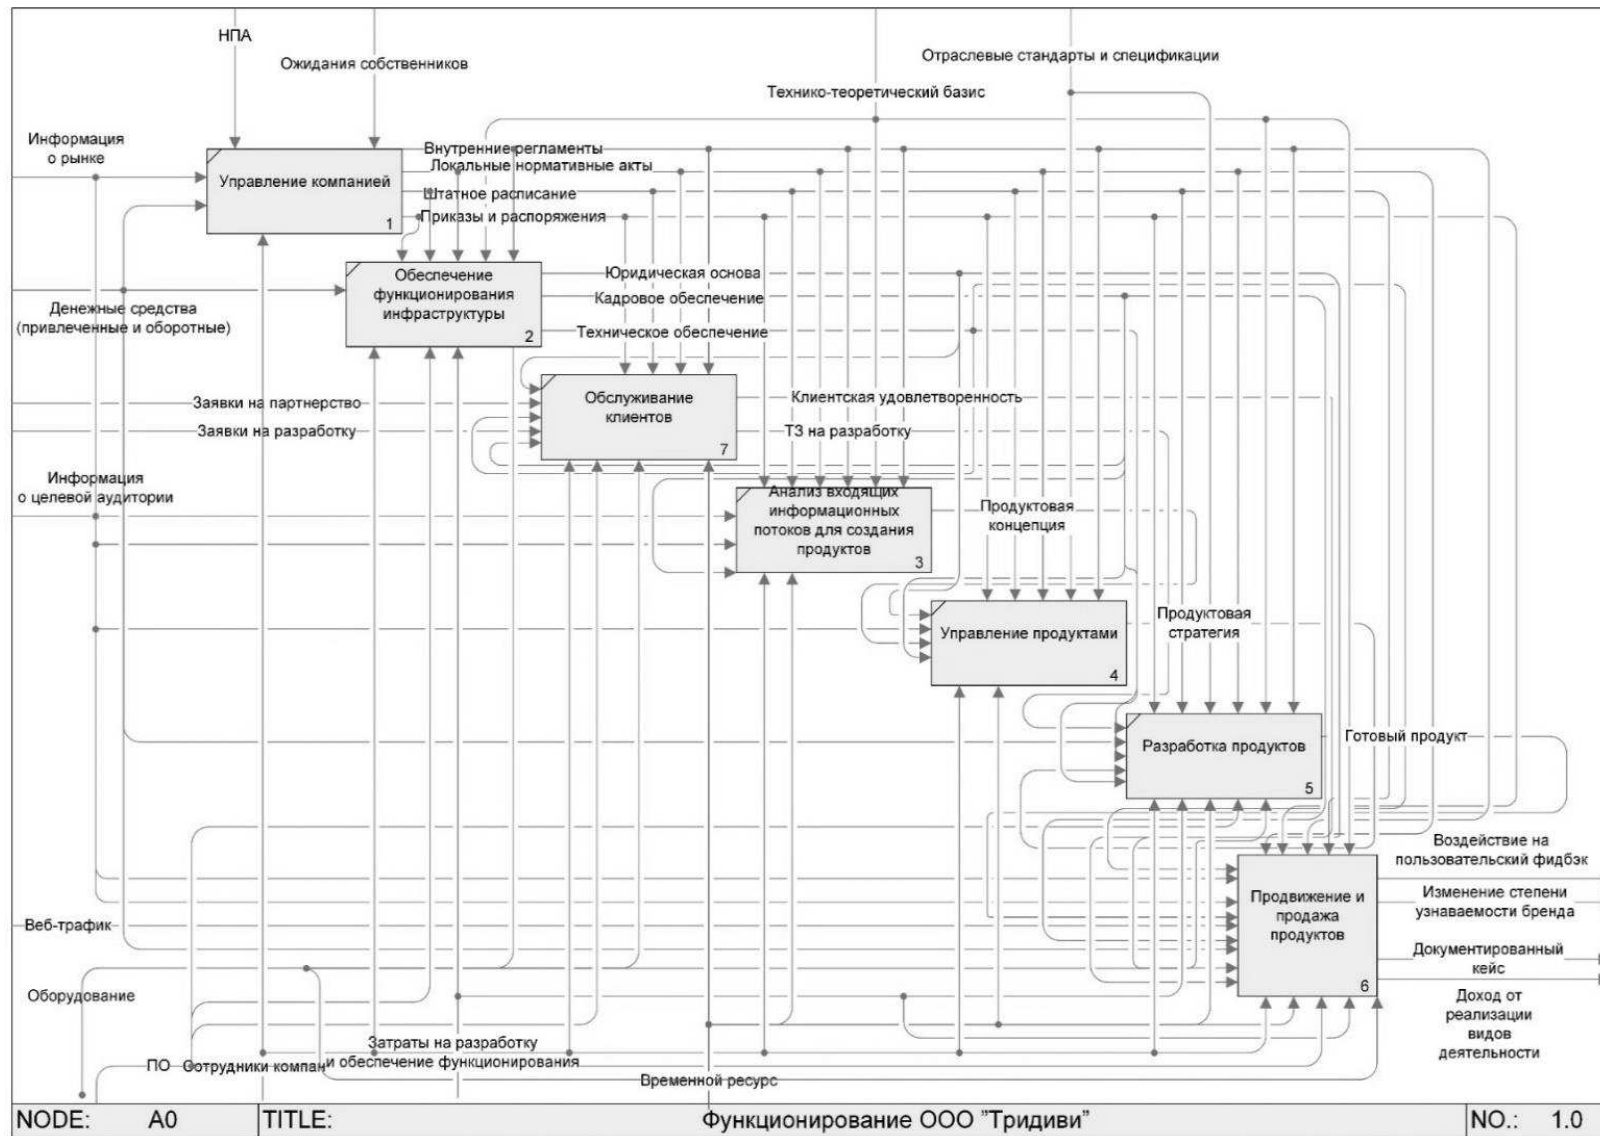 НПА
Ожидания собственников
Отраслевые стандарты и спецификации
Технико-теоретический базис
Информация
о рынке
Внутренние регламенты
Локальные нормативные акты
Управление компанией
Штатное расписание
Приказы и распоряжения
1
Обеспечение
функционирования
инфраструктуры
2
Юридическая основа
Кадровое обеспечение
Техническое обеспечение
Денежные средства
(привлеченные и оборотные)
Заявки на партнерство
Заявки на разработку
Обслуживание
клиентов
7
Клиентская удовлетворенность
ТЗ на разработку
Информация
о целевой аудитории
Анализ входящих
информационных
потоков для создания
продуктов
3
Продуктовая
концепция
Управление продуктами
4
Продуктовая
стратегия
Разработка продуктов
5
Готовый продукт
Воздействие на
пользовательский фидбэк
Изменение степени
узнаваемости бренда
Продвижение и
продажа
продуктов
6
Веб-трафик
Документированный
кейс
Оборудование
Доход от
реализации
видов
деятельности
Затраты на разработку
и обеспечение функционирования
ПО
Сотрудники компан
Временной ресурс
NODE: A0
TITLE: Функционирование ООО "Тридиви"
NO.: 1.0